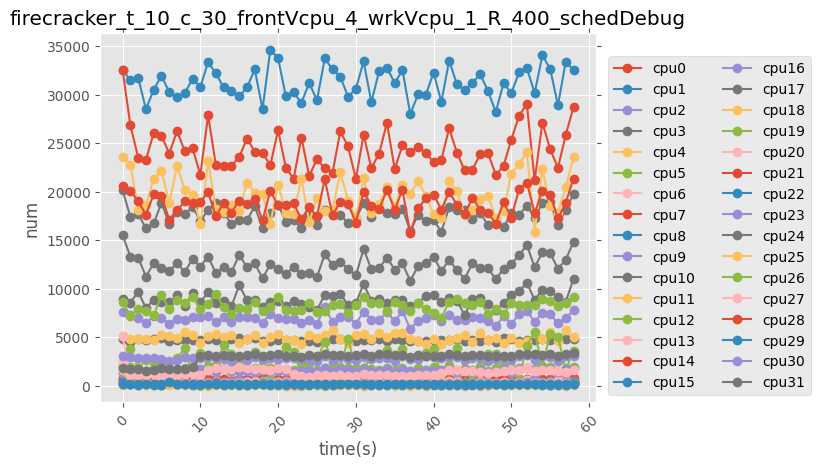 firecracker_t_10_c_30_frontVcpu_4_wrkVcpu_1_R_400_schedDebug
35000
30000
25000
20000
15000
10000
5000
0
num
0
10
20
30
40
50
60
time(s)
cpu0
cpu1
cpu2
cpu3
cpu4
cpu5
cpu6
cpu7
cpu8
cpu9
cpu10
cpu11
cpu12
cpu13
cpu14
cpu15
cpu16
cpu17
cpu18
cpu19
cpu20
cpu21
cpu22
cpu23
cpu24
cpu25
cpu26
cpu27
cpu28
cpu29
cpu30
cpu31